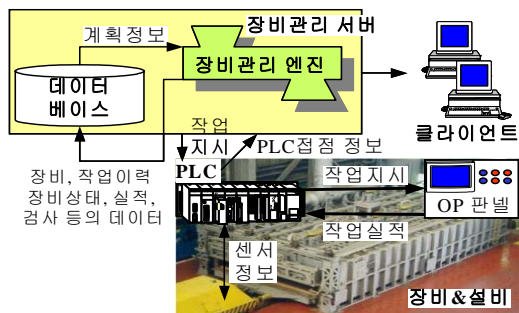 계획정보
장비관리 서버
장비관리 엔진
데이터
베이스
클라이언트
작업
지시
PLC접점 정보
장비, 작업이력
장비상태, 실적,
검사 등의 데이터
PLC
작업지시
OP 판넬
작업실적
센서
정보
장비&설비